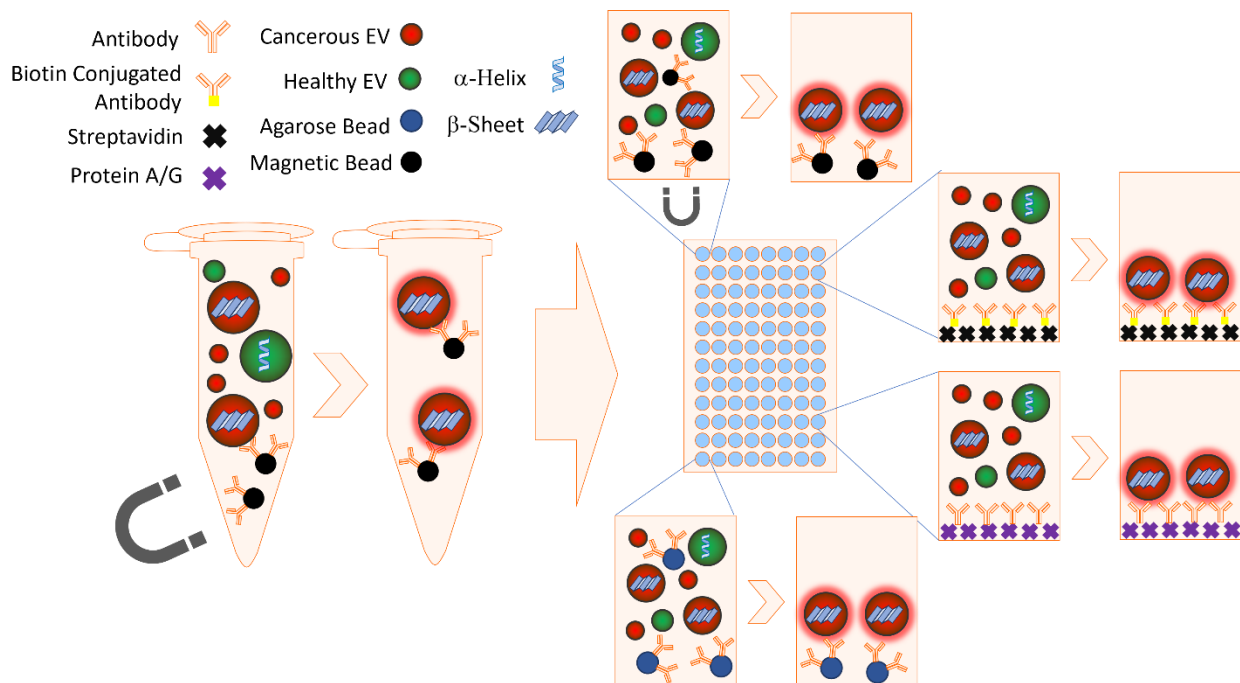 Antibody
Biotin Conjugated
Antibody
Streptavidin
Protein A/G
Cancerous EV
Healthy EV
Agarose Bead
Magnetic Bead
α-Helix
β-Sheet